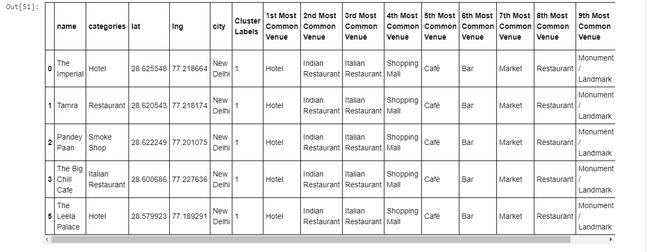 Out[51]:
name categories lat lng city Cluster Labels 1st Most Common Venue 2nd Most Common Venue 3rd Most Common Venue 4th Most Common Venue 5th Most Common Venue 6th Most Common Venue 7th Most Common Venue 8th Most Common Venue 9th Most Common Venue
0 The Imperial Hotel 28.625548 77.218664 New Delhi 1 Hotel Indian Restaurant Italian Restaurant Shopping Mall Café Bar Market Restaurant Monument / Landmark
1 Tamra Restaurant 28.620543 77.218174 New Delhi 1 Hotel Indian Restaurant Italian Restaurant Shopping Mall Café Bar Market Restaurant Monument / Landmark
2 Pandey Paan Smoke Shop 28.622249 77.201075 New Delhi 1 Hotel Indian Restaurant Italian Restaurant Shopping Mall Café Bar Market Restaurant Monument / Landmark
3 The Big Chill Cafe Italian Restaurant 28.600686 77.227636 New Delhi 1 Hotel Indian Restaurant Italian Restaurant Shopping Mall Café Bar Market Restaurant Monument / Landmark
5 The Leela Palace Hotel 28.579923 77.189291 New Delhi 1 Hotel Indian Restaurant Italian Restaurant Shopping Mall Café Bar Market Restaurant Monument / Landmark